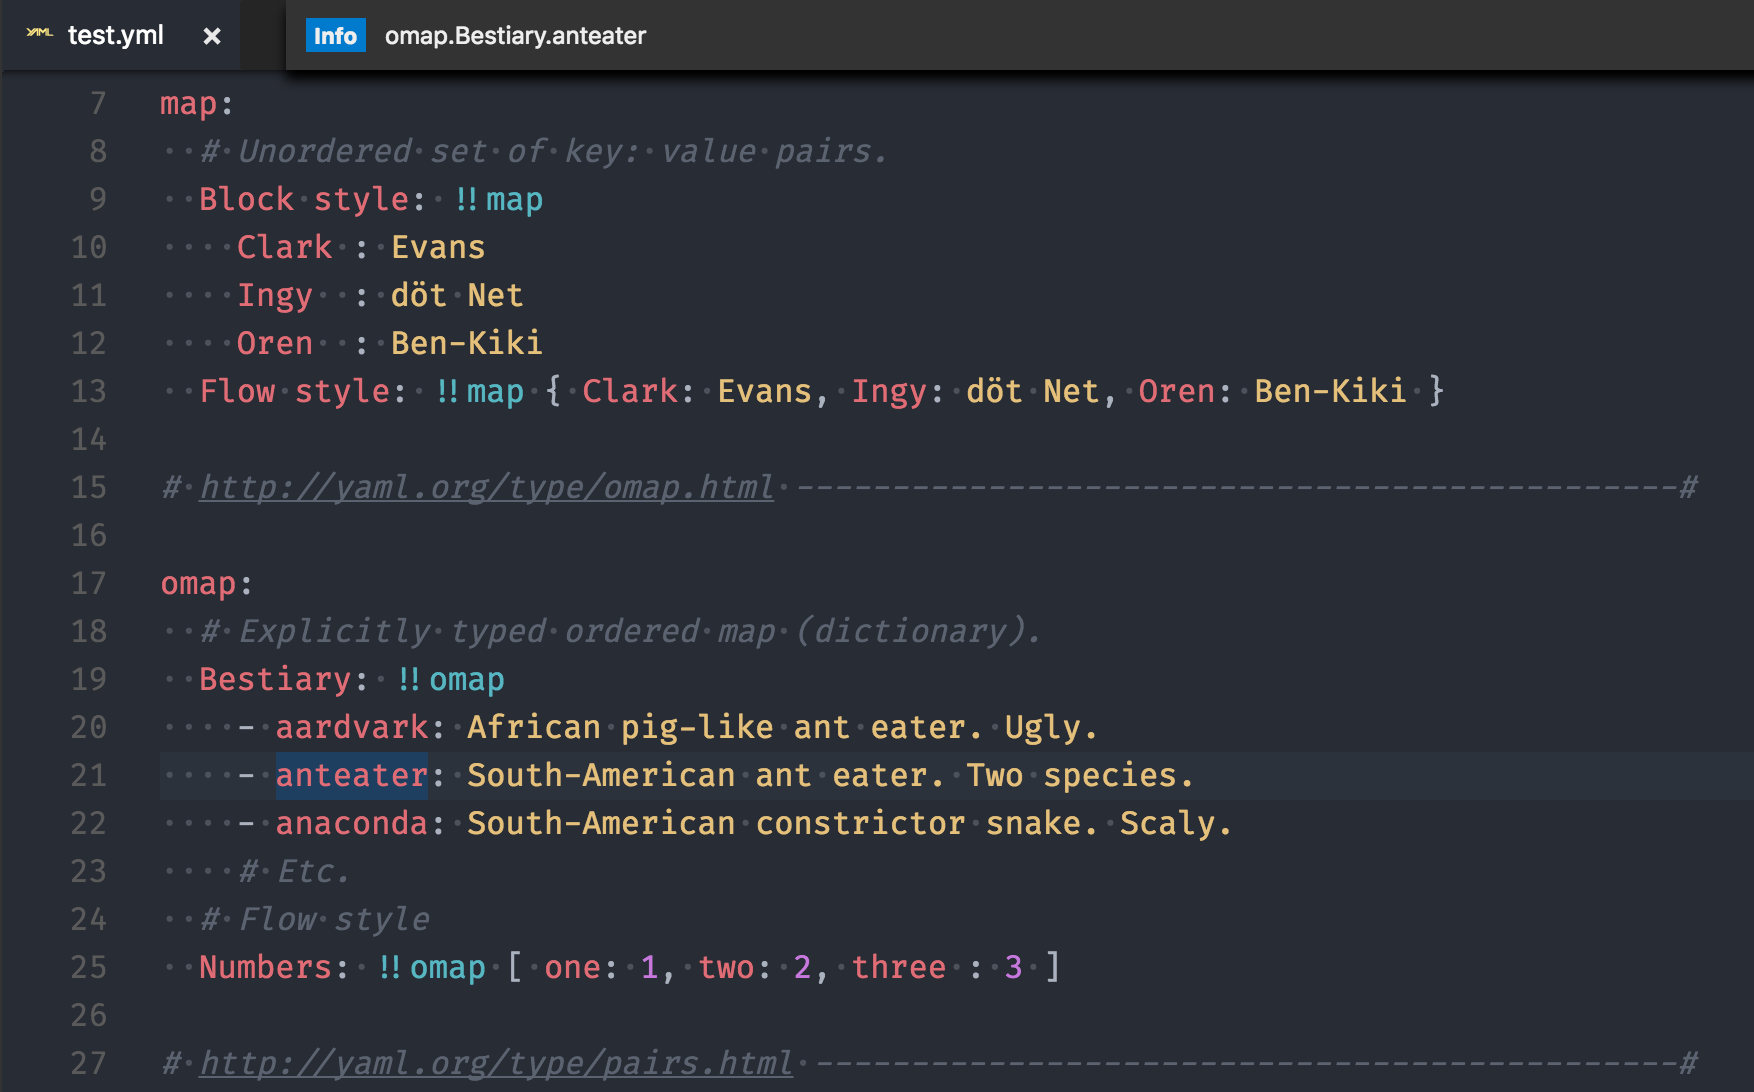 YAML test.yml ×
Info omap.Bestiary.anteater
7 map:
8   # Unordered set of key: value pairs.
9   Block style: !!map
10     Clark : Evans
11     Ingy  : döt Net
12     Oren  : Ben-Kiki
13   Flow style: !!map { Clark: Evans, Ingy: döt Net, Oren: Ben-Kiki }
14
15 # http://yaml.org/type/omap.html ----------------------------------------------#
16
17 omap:
18   # Explicitly typed ordered map (dictionary).
19   Bestiary: !!omap
20     - aardvark: African pig-like ant eater. Ugly.
21     - anteater: South-American ant eater. Two species.
22     - anaconda: South-American constrictor snake. Scaly.
23     # Etc.
24   # Flow style
25   Numbers: !!omap [ one: 1, two: 2, three : 3 ]
26
27 # http://yaml.org/type/pairs.html ---------------------------------------------#